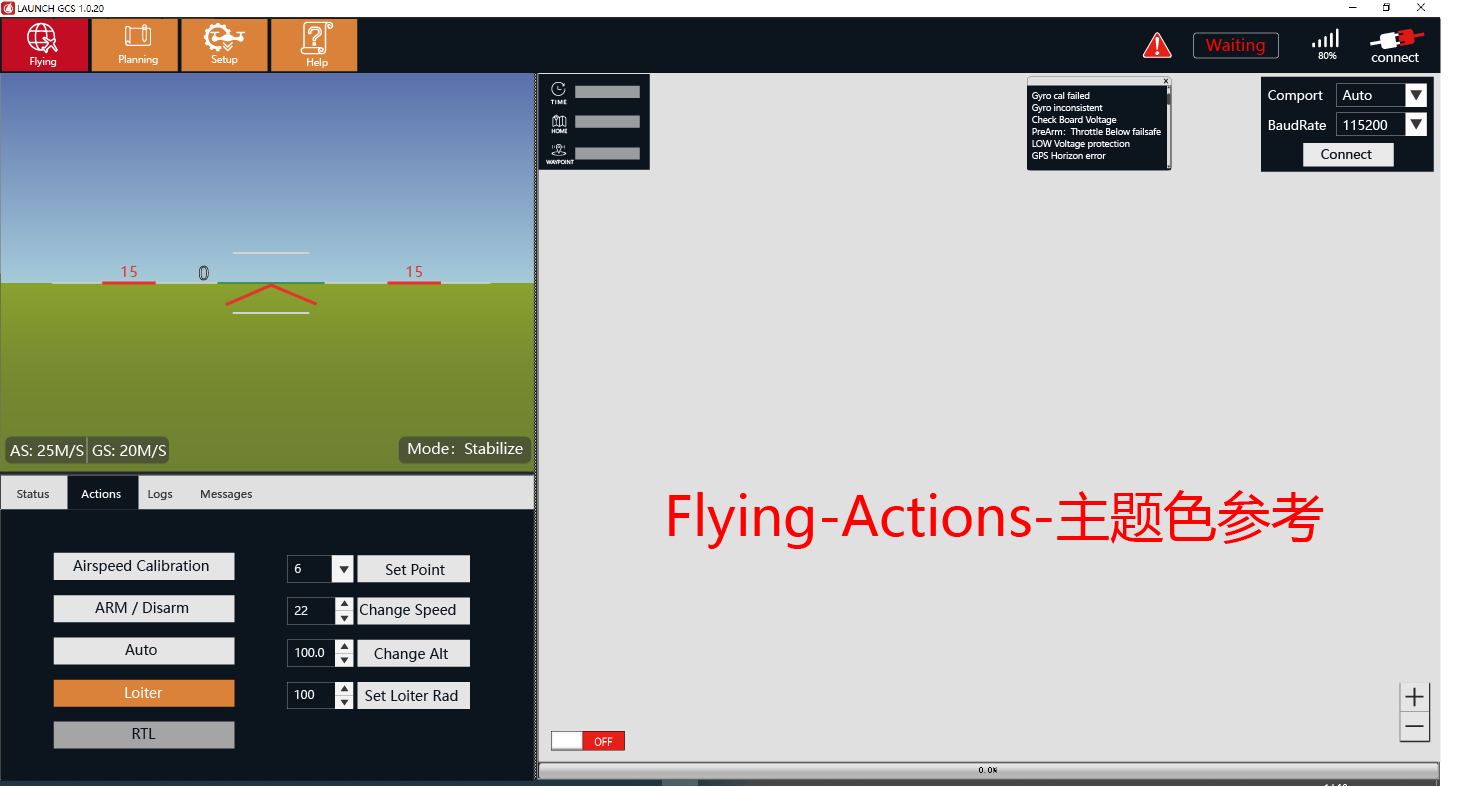 LAUNCH GCS 1.0.20
Flying
Planning
Setup
Help
Waiting
80%
connect
TIME
HOME
WAYPOINT
Gyro cal failed
Gyro inconsistent
Check Board Voltage
PreArm: Throttle Below failsafe
LOW Voltage protection
GPS Horizon error
Comport Auto
BaudRate 115200
Connect
15 0 15
AS: 25M/S GS: 20M/S
Mode: Stabilize
Status Actions Logs Messages
Airspeed Calibration
ARM / Disarm
Auto
Loiter
RTL
6 Set Point
22 Change Speed
100.0 Change Alt
100 Set Loiter Rad
Flying-Actions-主题色参考
OFF
0.0%